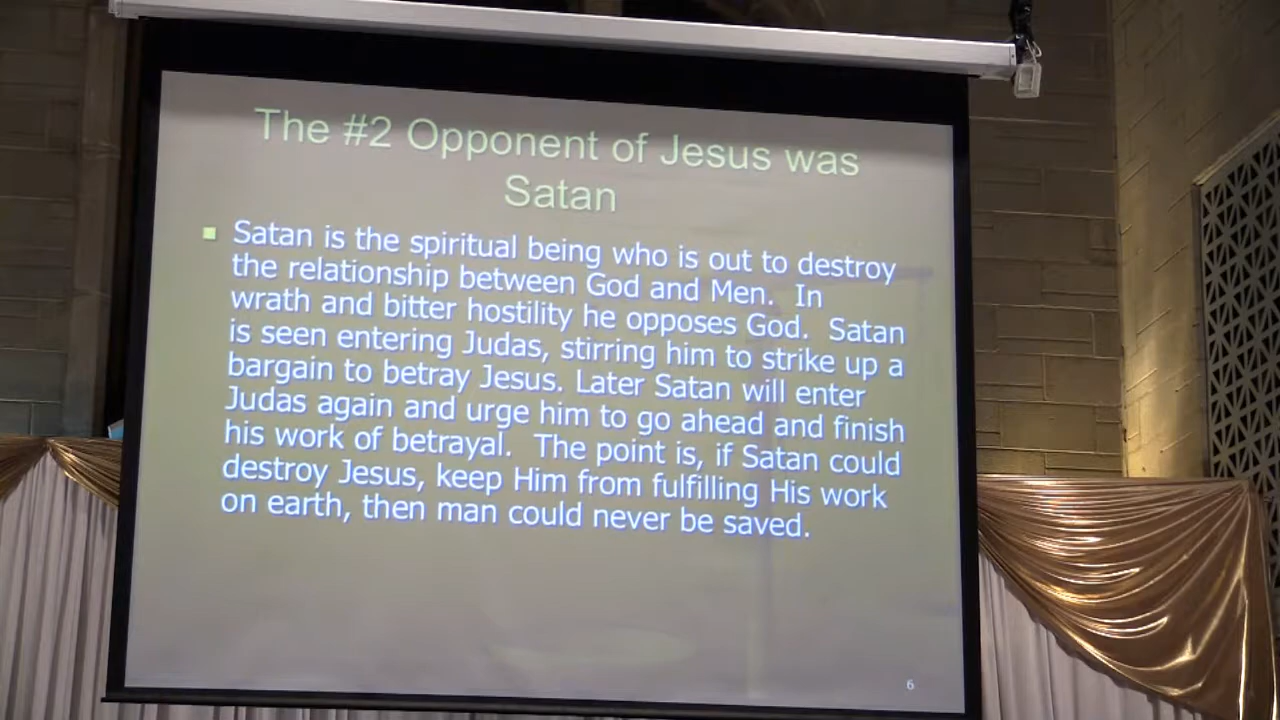 The #2 Opponent of Jesus was
Satan
Satan is the spiritual being who is out to destroy
the relationship between God and Men. In
wrath and bitter hostility he opposes God. Satan
is seen entering Judas, stirring him to strike up a
bargain to betray Jesus. Later Satan will enter
Judas again and urge him to go ahead and finish
his work of betrayal. The point is, if Satan could
destroy Jesus, keep Him from fulfilling His work
on earth, then man could never be saved.
6